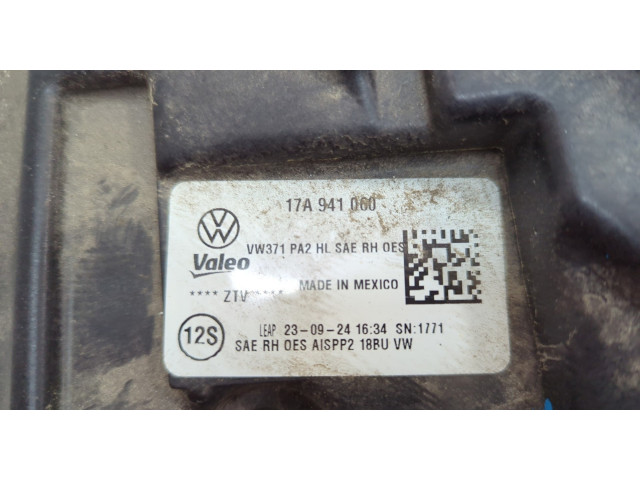 17A 941 060
VW371 PA2 HL SAE RH OES
Valeo
MADE IN MEXICO
**** ZTV ****
12S
LEAP 23-09-24 16:34 SN:1771
SAE RH OES AISPP2 18BU VW